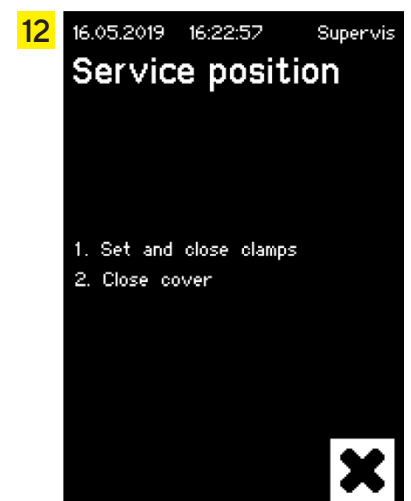 12
16.05.2019 16:22:57 Supervis
Service position
1. Set and close clamps
2. Close cover